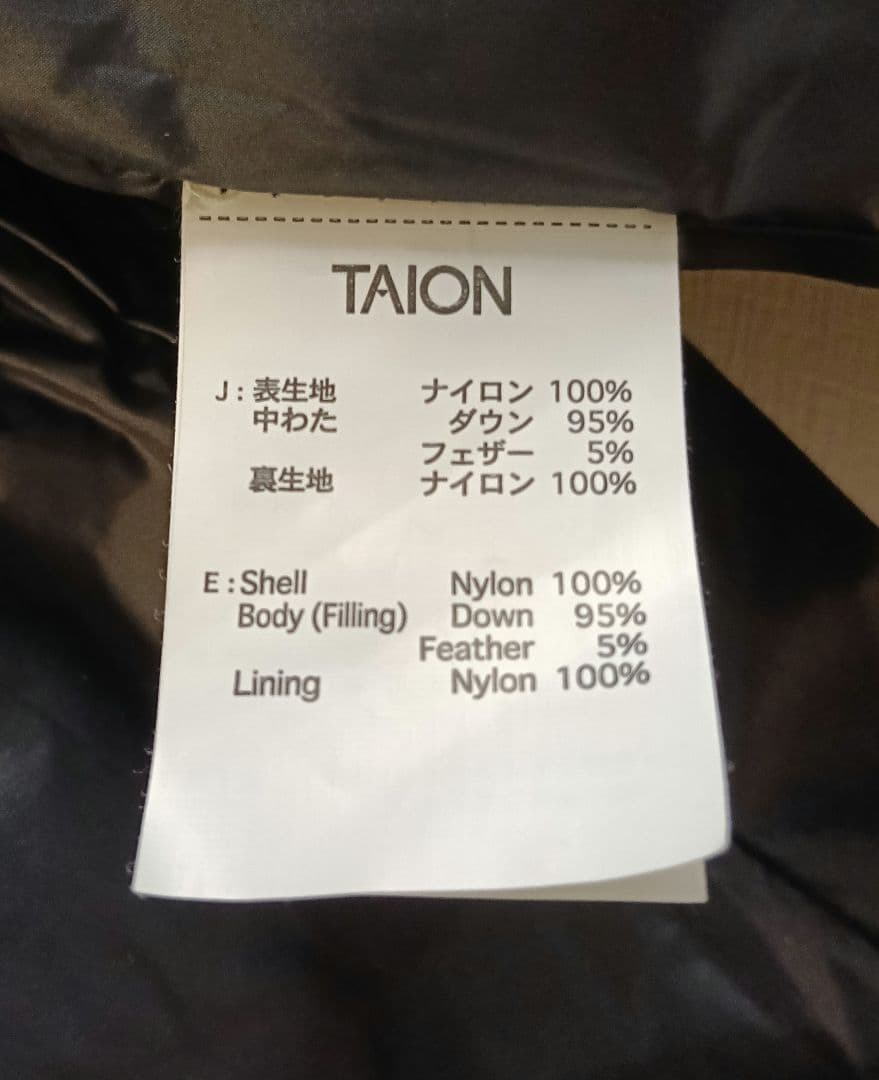 TAION
J : 表生地 ナイロン 100%
中わた ダウン 95%
フェザー 5%
裏生地 ナイロン 100%
E : Shell Nylon 100%
Body (Filling) Down 95%
Feather 5%
Lining Nylon 100%